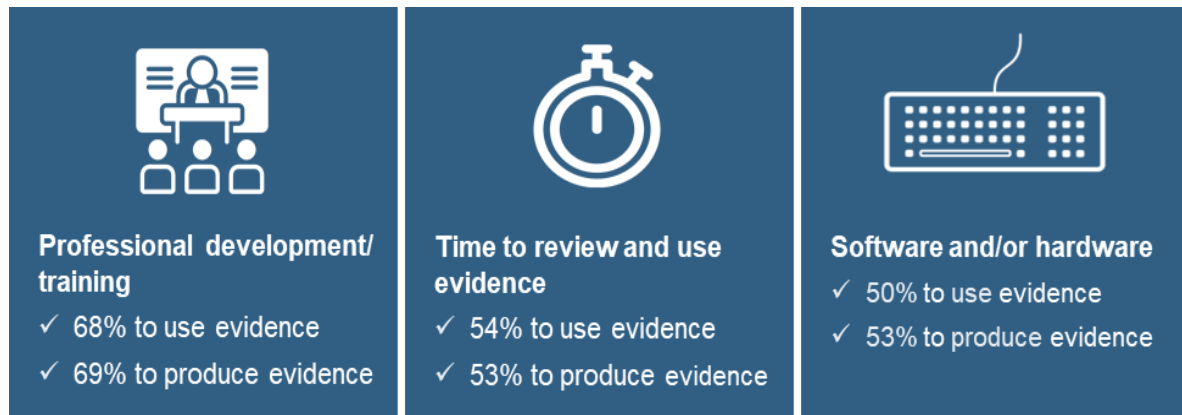 Professional development/
training
✓ 68% to use evidence
✓ 69% to produce evidence
Time to review and use
evidence
✓ 54% to use evidence
✓ 53% to produce evidence
Software and/or hardware
✓ 50% to use evidence
✓ 53% to produce evidence